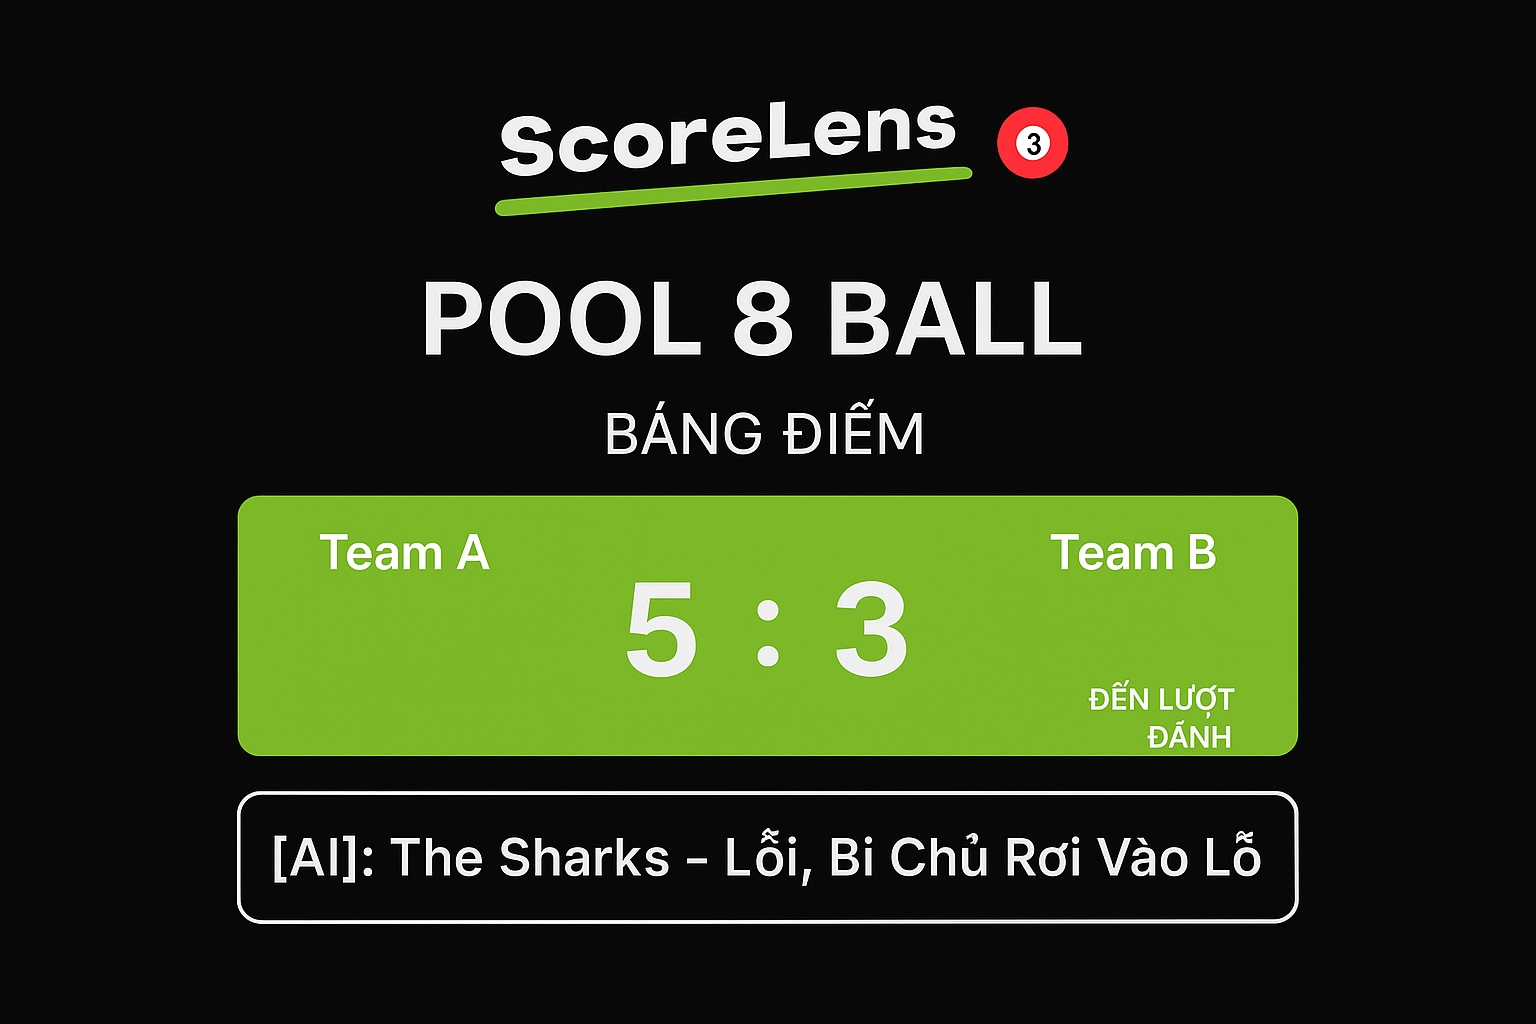 ScoreLens
3
POOL 8 BALL
BÁNG ĐIẾM
Team A
Team B
5 : 3
ĐẾN LƯỢT
ĐÁNH
[AI]: The Sharks – Lỗi, Bi Chủ Rơi Vào Lỗ